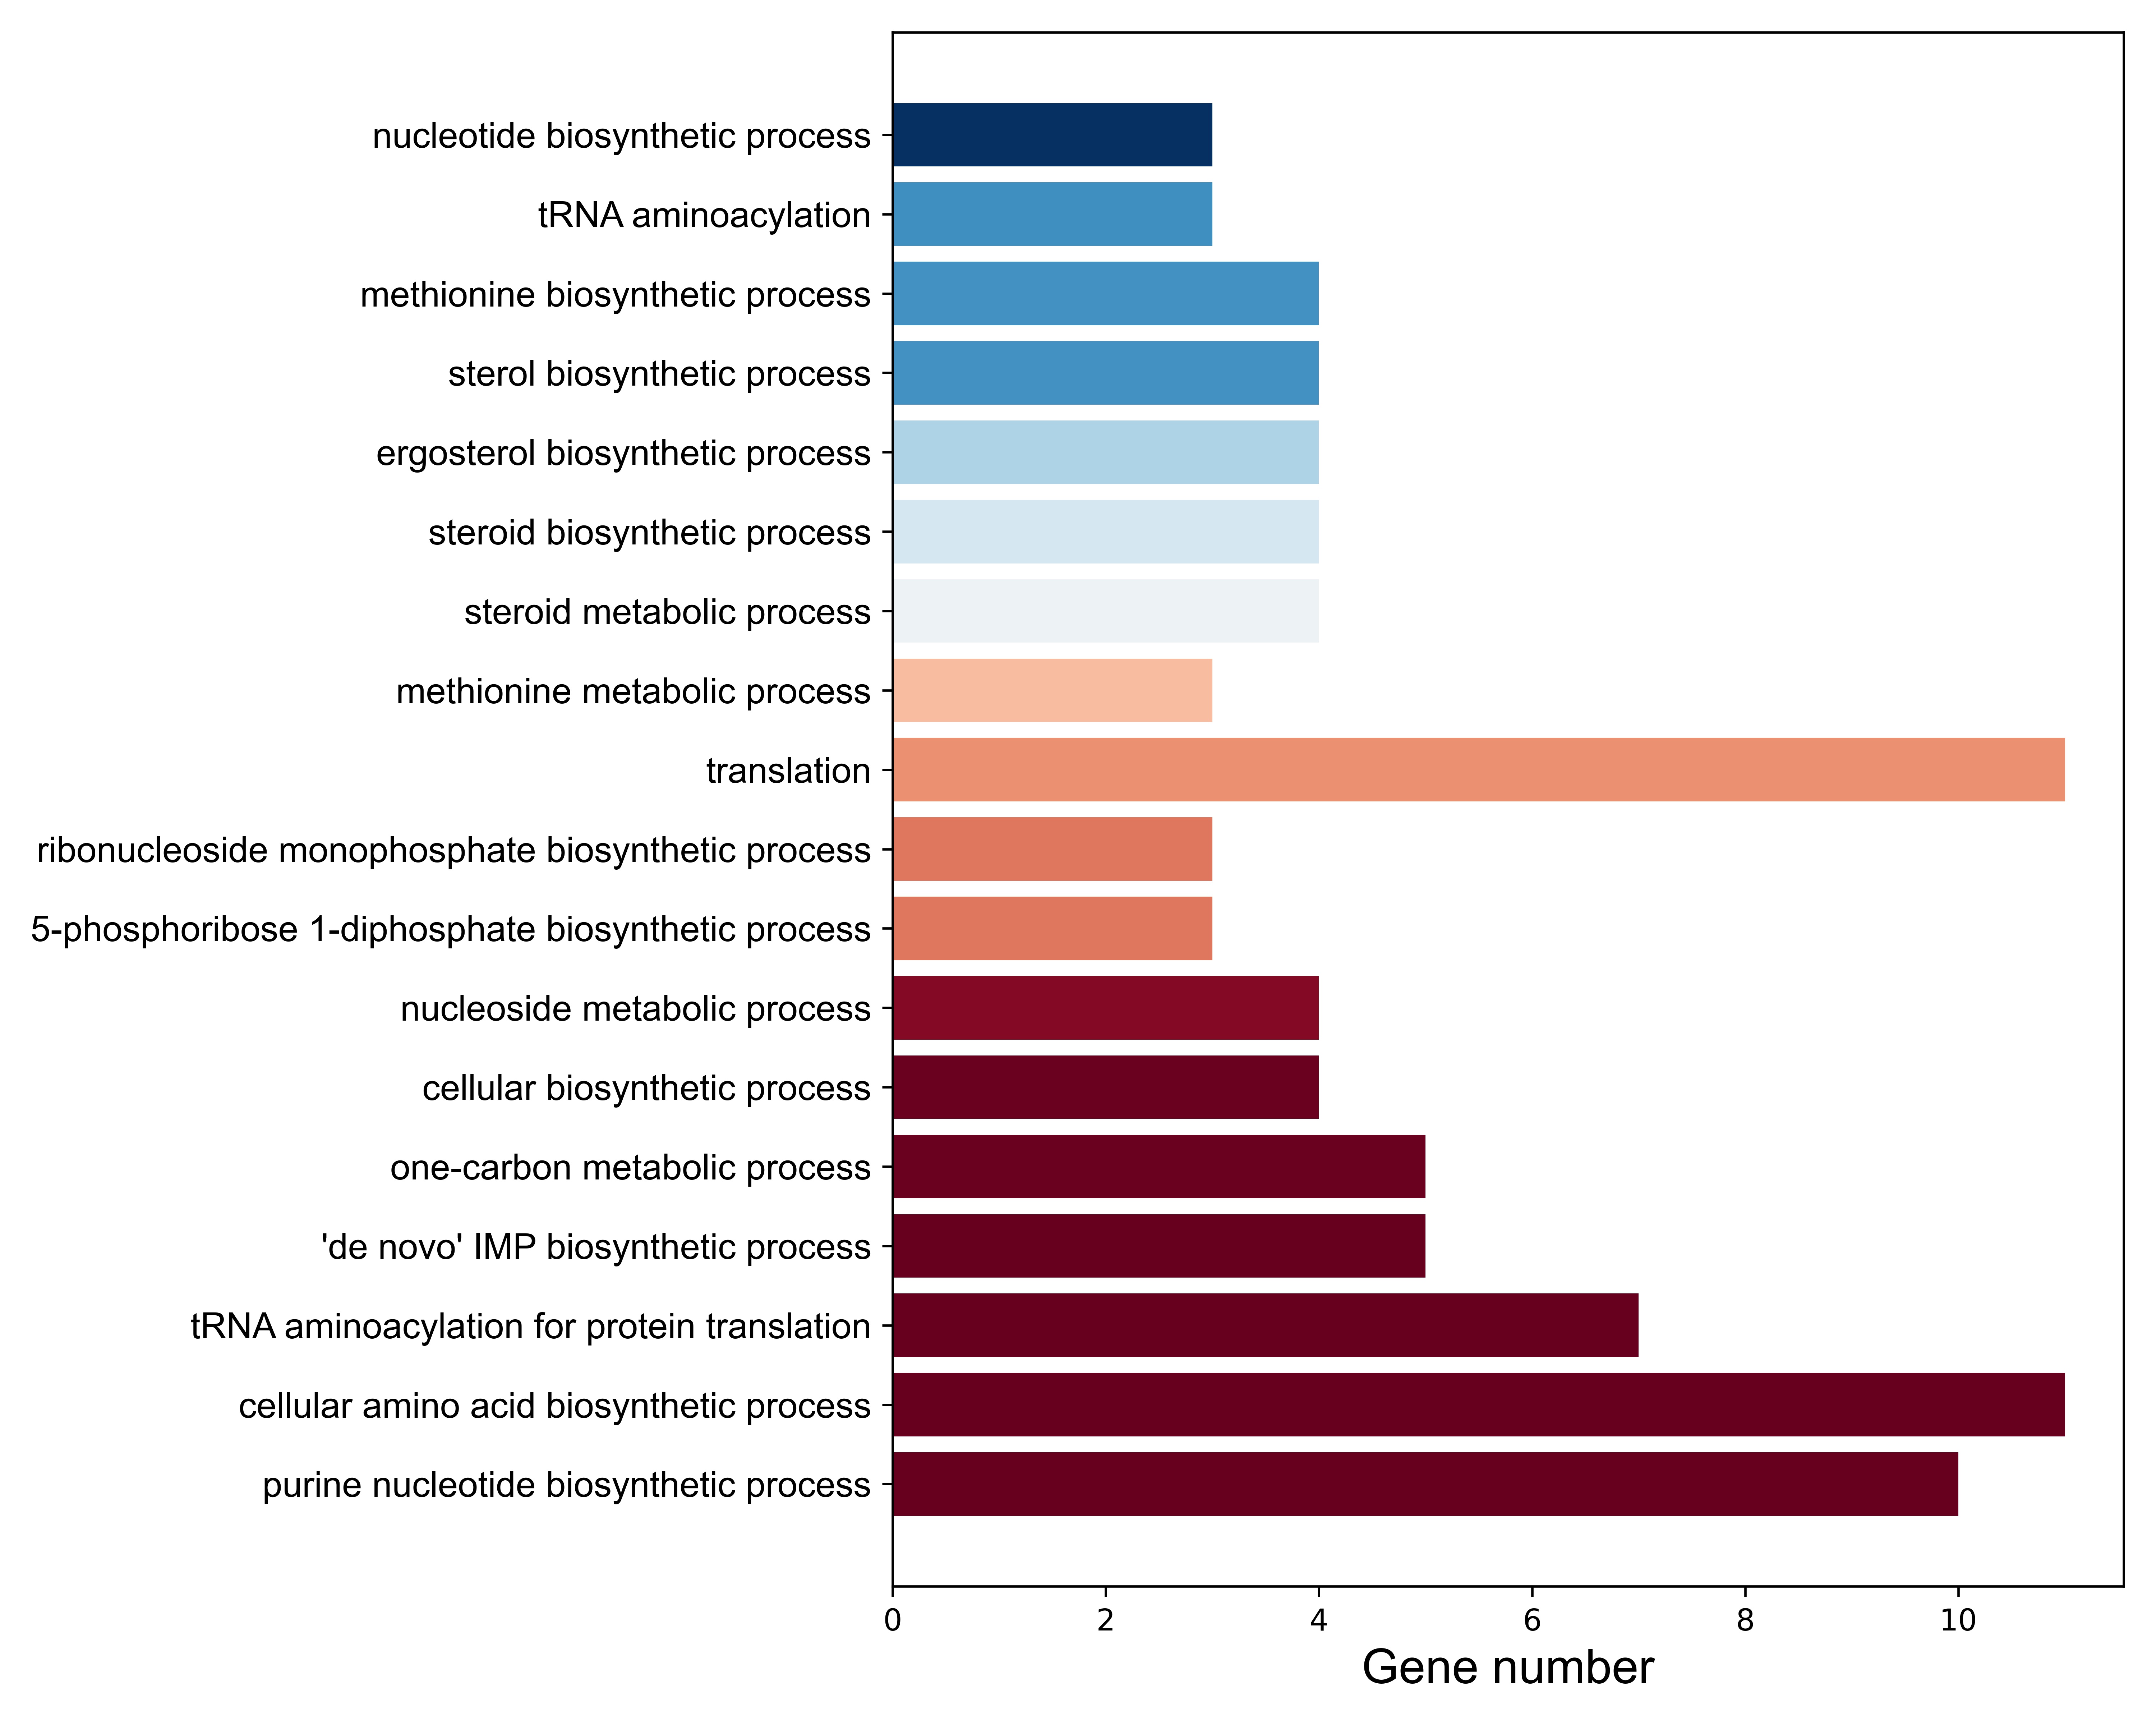 nucleotide biosynthetic process
tRNA aminoacylation
methionine biosynthetic process
sterol biosynthetic process
ergosterol biosynthetic process
steroid biosynthetic process
steroid metabolic process
methionine metabolic process
translation
ribonucleoside monophosphate biosynthetic process
5-phosphoribose 1-diphosphate biosynthetic process
nucleoside metabolic process
cellular biosynthetic process
one-carbon metabolic process
'de novo' IMP biosynthetic process
tRNA aminoacylation for protein translation
cellular amino acid biosynthetic process
purine nucleotide biosynthetic process
0 2 4 6 8 10
Gene number